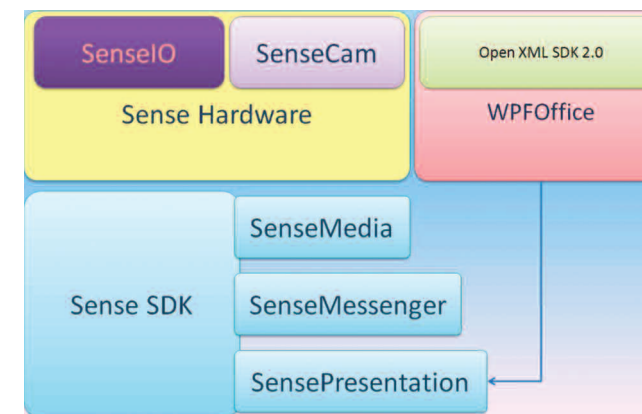 SenseIO
SenseCam
Open XML SDK 2.0
Sense Hardware
WPFOffice
SenseMedia
Sense SDK
SenseMessenger
SensePresentation